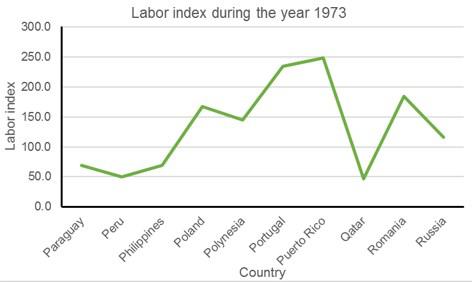 Labor index during the year 1973
300.0
250.0
200.0
150.0
100.0
50.0
0.0
Labor index
Paraguay
Peru
Philippines
Poland
Polynesia
Portugal
Puerto Rico
Qatar
Romania
Russia
Country